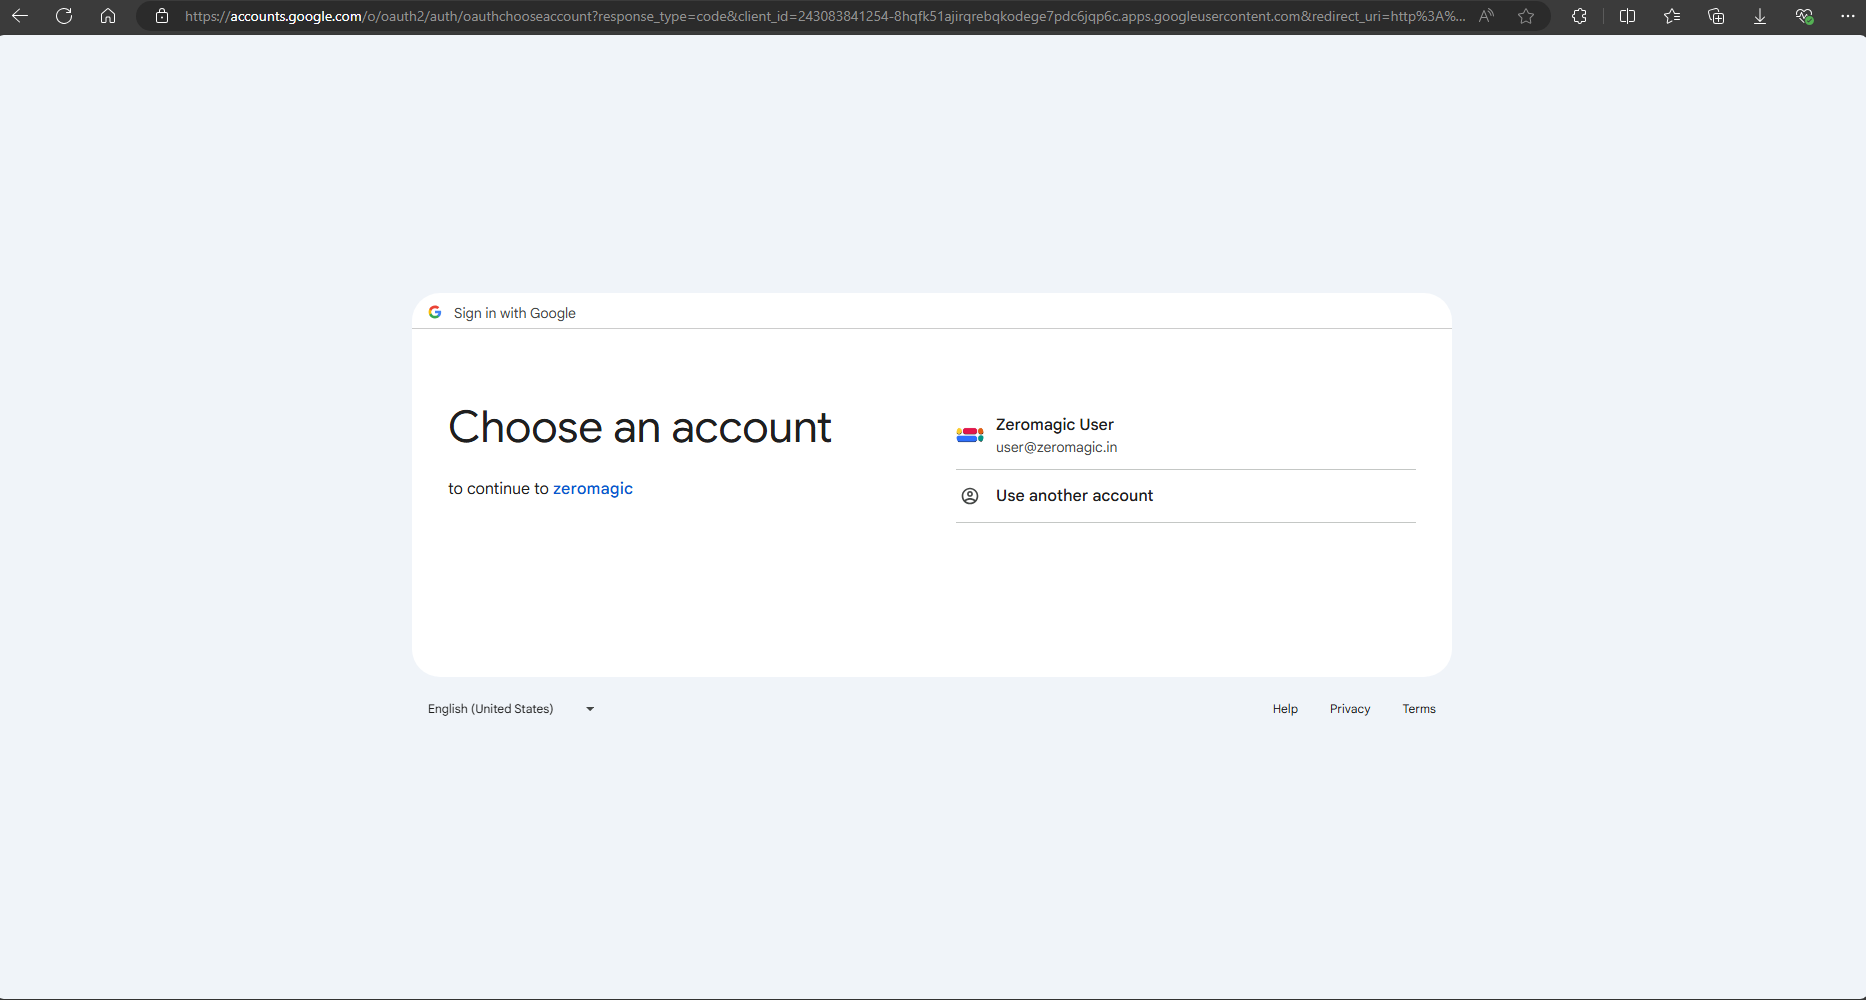 https://accounts.google.com/o/oauth2/auth/oauthchooseaccount?response_type=code&client_id=243083841254-8hqfk51ajirqrebqkodege7pdc6jqp6c.apps.googleusercontent.com&redirect_uri=http%3A%...
Sign in with Google
Choose an account
to continue to zeromagic
Zeromagic User
user@zeromagic.in
Use another account
English (United States)
Help Privacy Terms